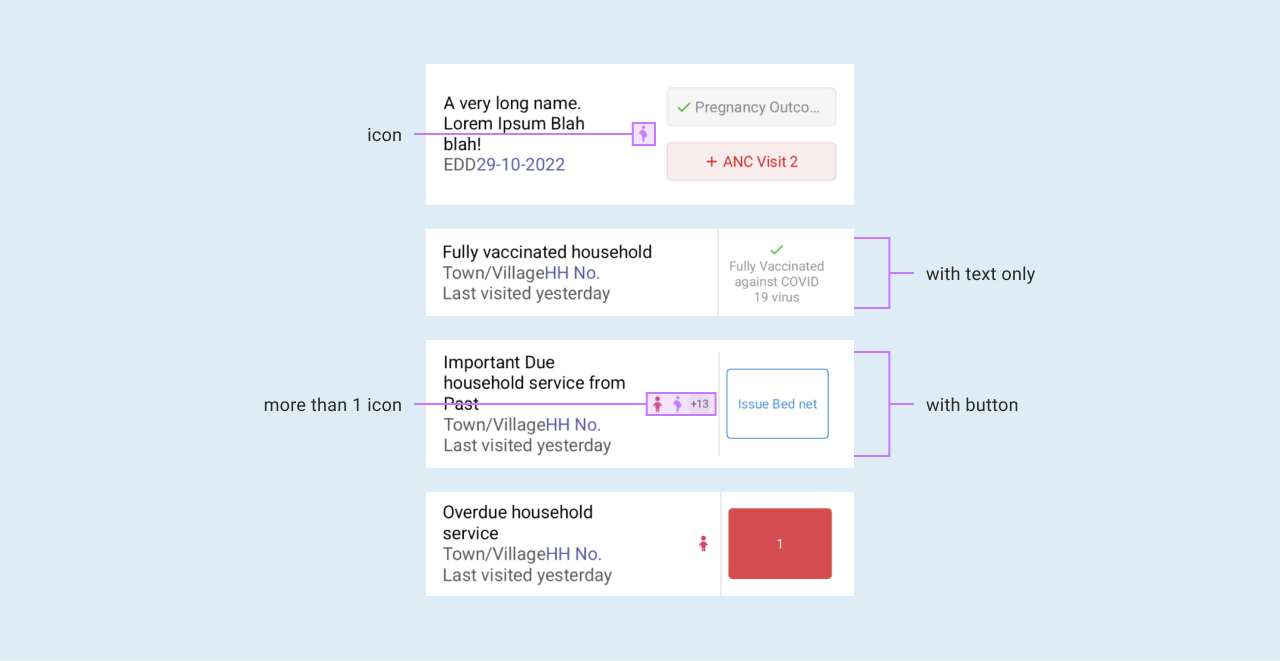 icon
A very long name.
Lorem Ipsum Blah
blah!
EDD29-10-2022
Pregnancy Outco...
+ ANC Visit 2
Fully vaccinated household
Town/VillageHH No.
Last visited yesterday
Fully Vaccinated
against COVID
19 virus
with text only
more than 1 icon
Important Due
household service from
Past
Town/VillageHH No.
Last visited yesterday
+13
Issue Bed net
with button
Overdue household
service
Town/VillageHH No.
Last visited yesterday
1